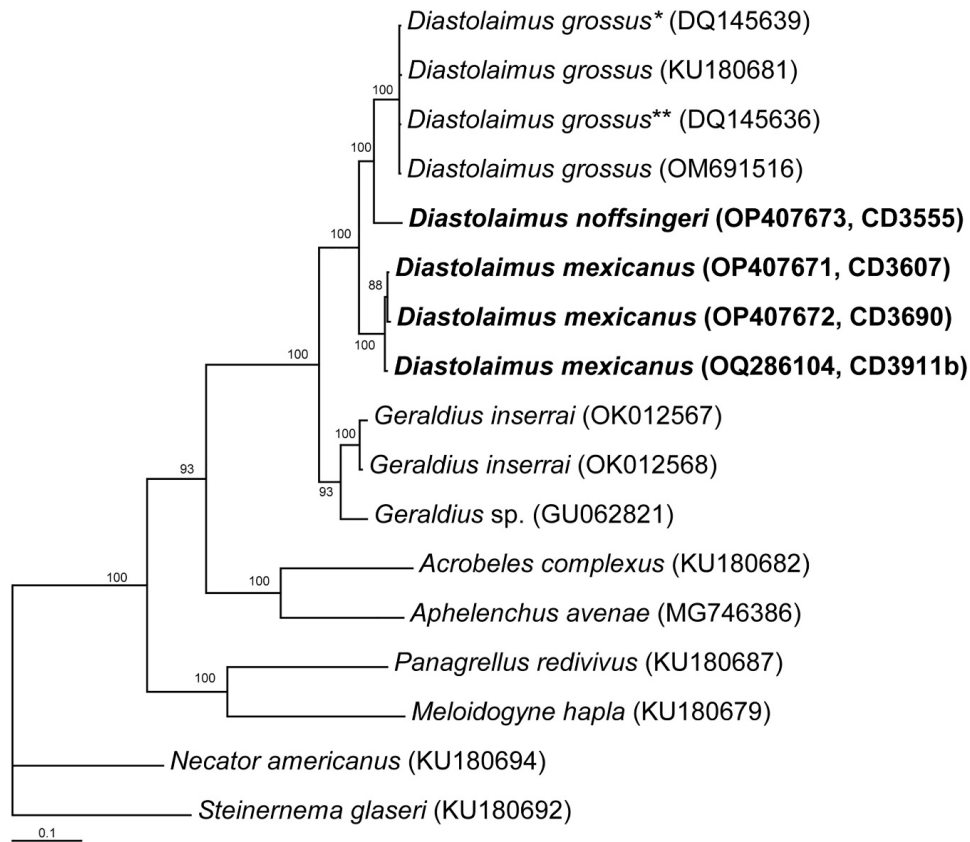 Diastolaimus grossus* (DQ145639)
Diastolaimus grossus (KU180681)
100
Diastolaimus grossus** (DQ145636)
100
Diastolaimus grossus (OM691516)
Diastolaimus noffsingeri (OP407673, CD3555)
100
Diastolaimus mexicanus (OP407671, CD3607)
88
Diastolaimus mexicanus (OP407672, CD3690)
100
100
Diastolaimus mexicanus (OQ286104, CD3911b)
Geraldius inserrai (OK012567)
100
Geraldius inserrai (OK012568)
93
93
Geraldius sp. (GU062821)
Acrobeles complexus (KU180682)
100
100
Aphelenchus avenae (MG746386)
Panagrellus redivivus (KU180687)
100
Meloidogyne hapla (KU180679)
Necator americanus (KU180694)
Steinernema glaseri (KU180692)
0.1